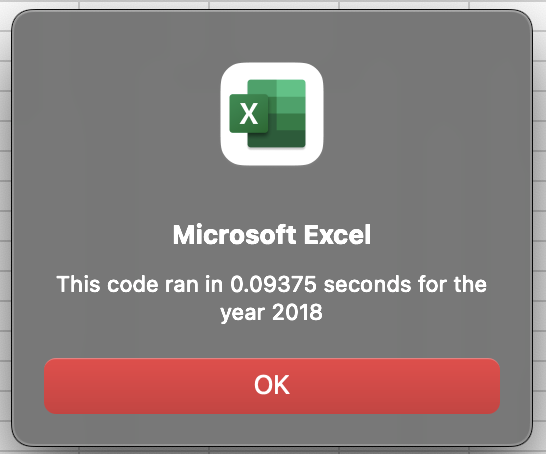 X
Microsoft Excel
This code ran in 0.09375 seconds for the
year 2018
OK